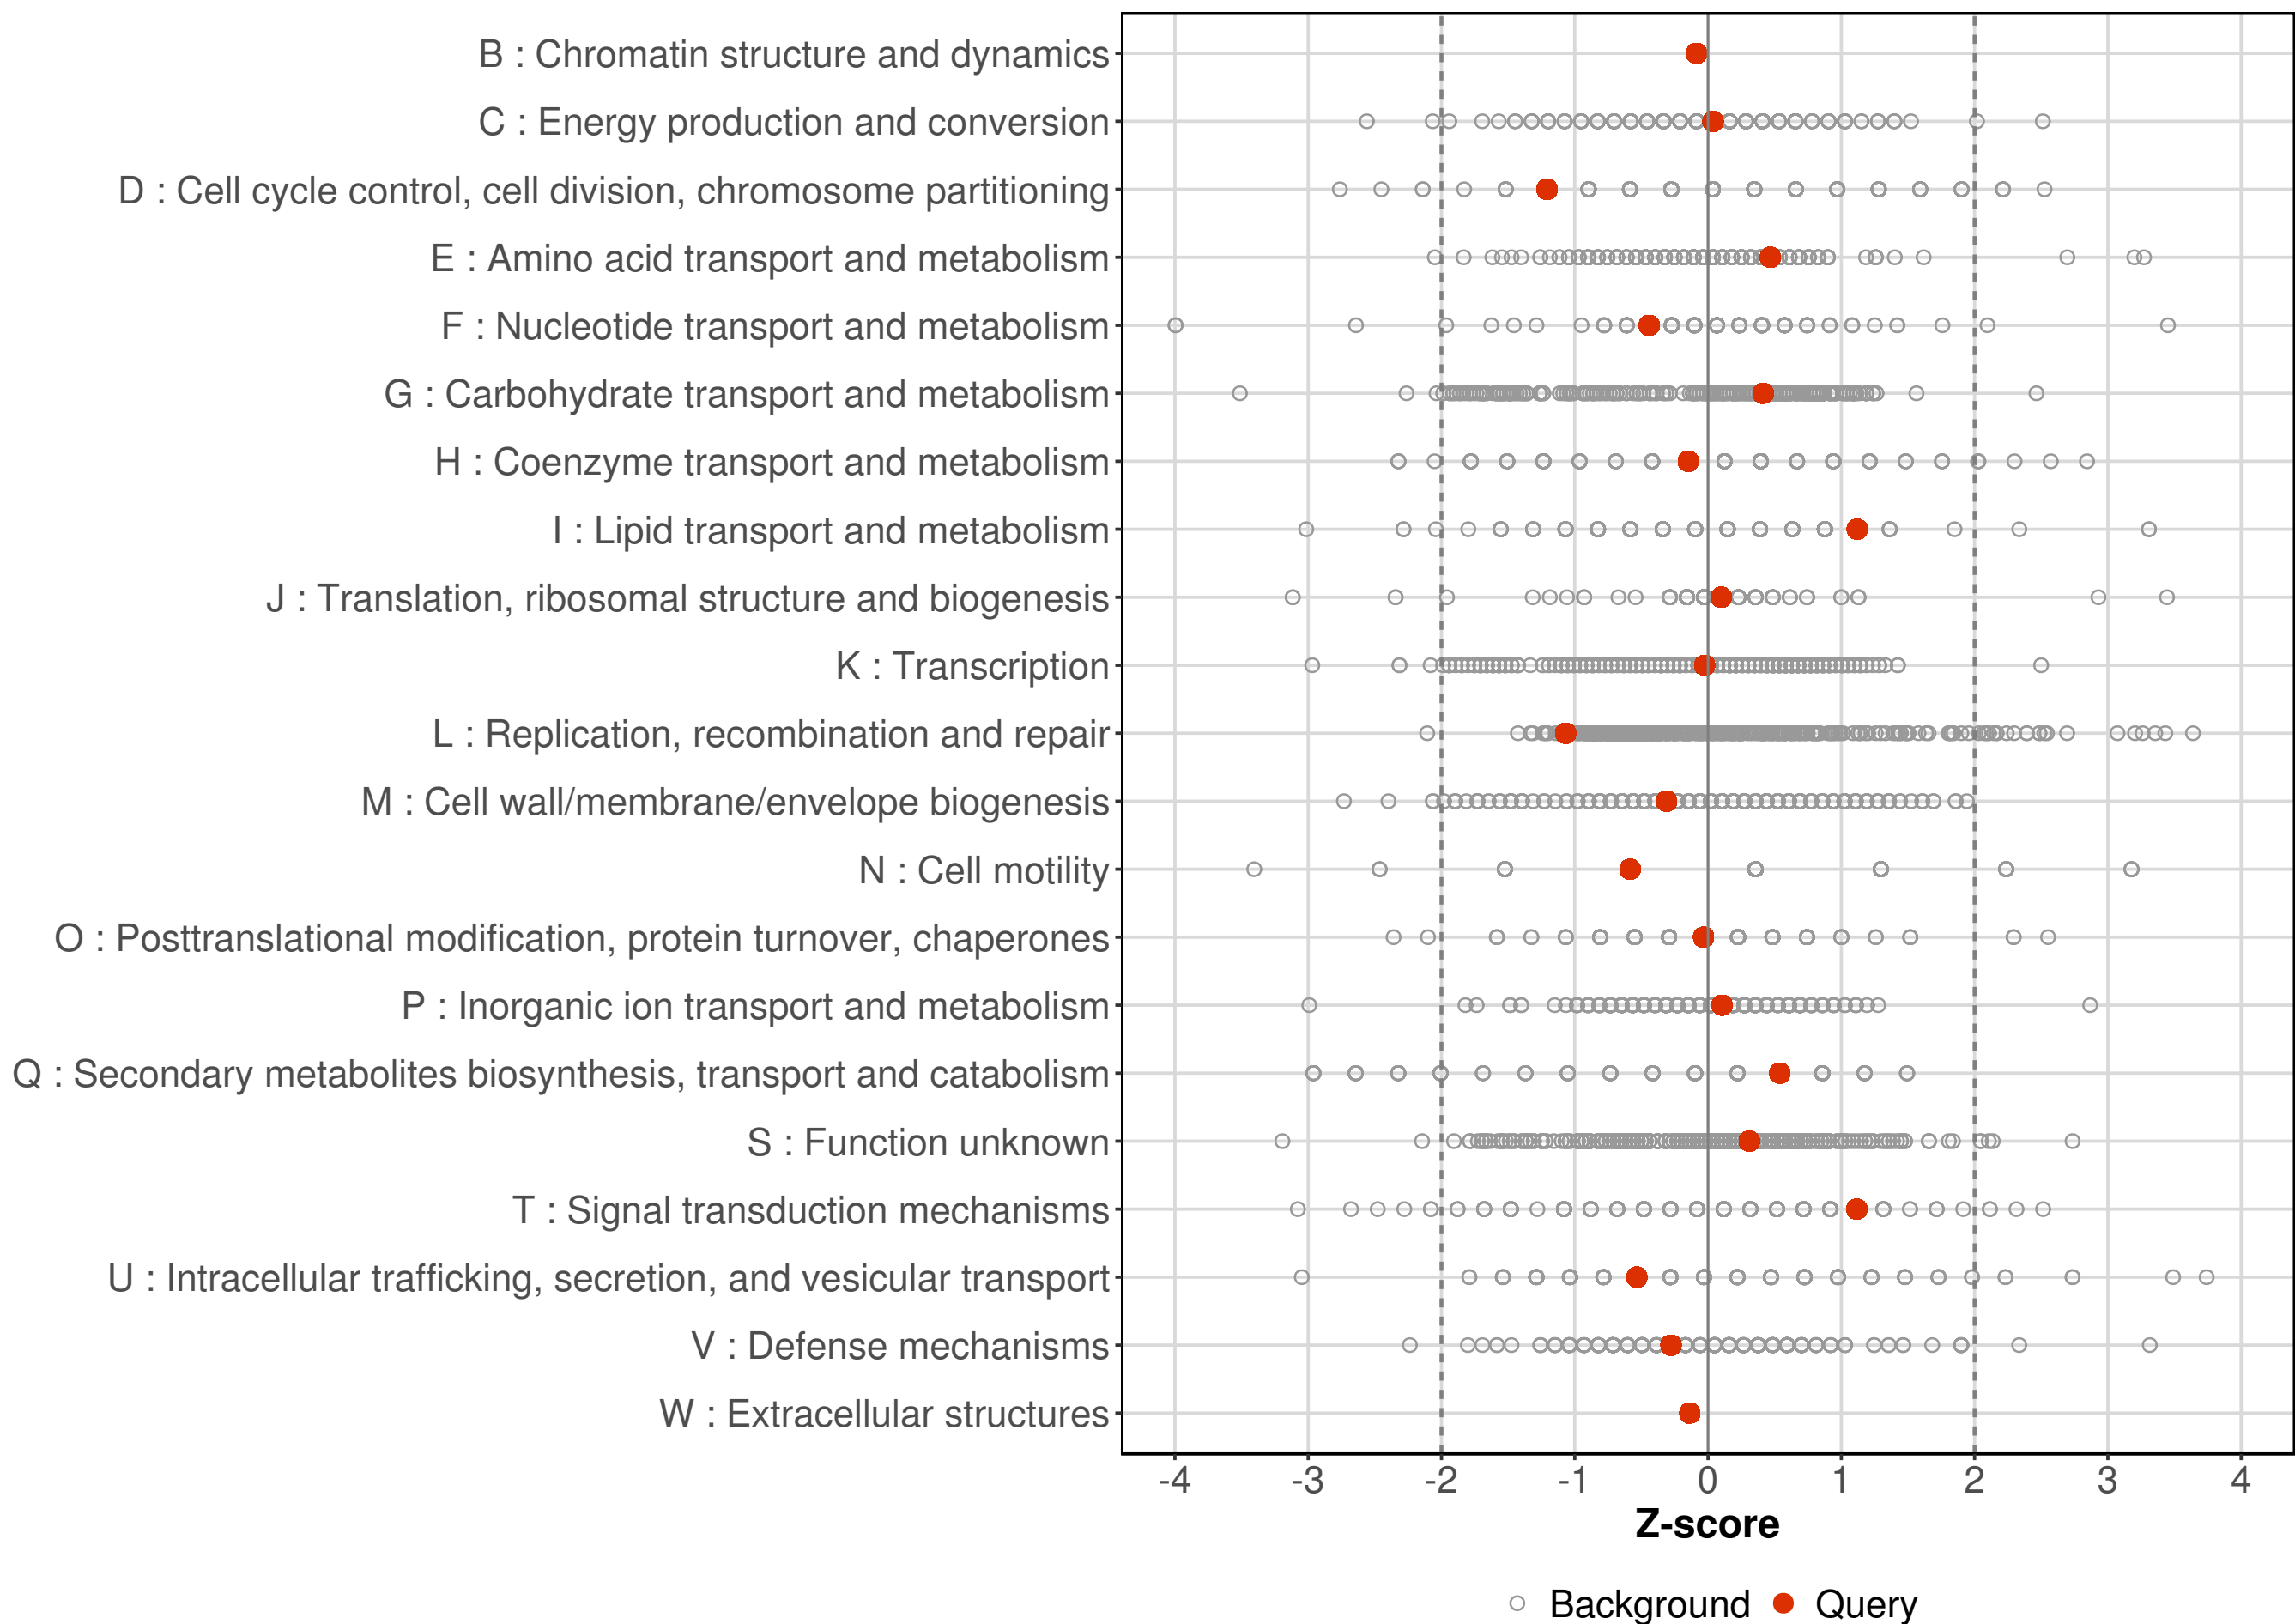 B : Chromatin structure and dynamics
C : Energy production and conversion
D : Cell cycle control, cell division, chromosome partitioning
E : Amino acid transport and metabolism
F : Nucleotide transport and metabolism
G : Carbohydrate transport and metabolism
H : Coenzyme transport and metabolism
I : Lipid transport and metabolism
J : Translation, ribosomal structure and biogenesis
K : Transcription
L : Replication, recombination and repair
M : Cell wall/membrane/envelope biogenesis
N : Cell motility
O : Posttranslational modification, protein turnover, chaperones
P : Inorganic ion transport and metabolism
Q : Secondary metabolites biosynthesis, transport and catabolism
S : Function unknown
T : Signal transduction mechanisms
U : Intracellular trafficking, secretion, and vesicular transport
V : Defense mechanisms
W : Extracellular structures
-4 -3 -2 -1 0 1 2 3 4
Z-score
Background Query